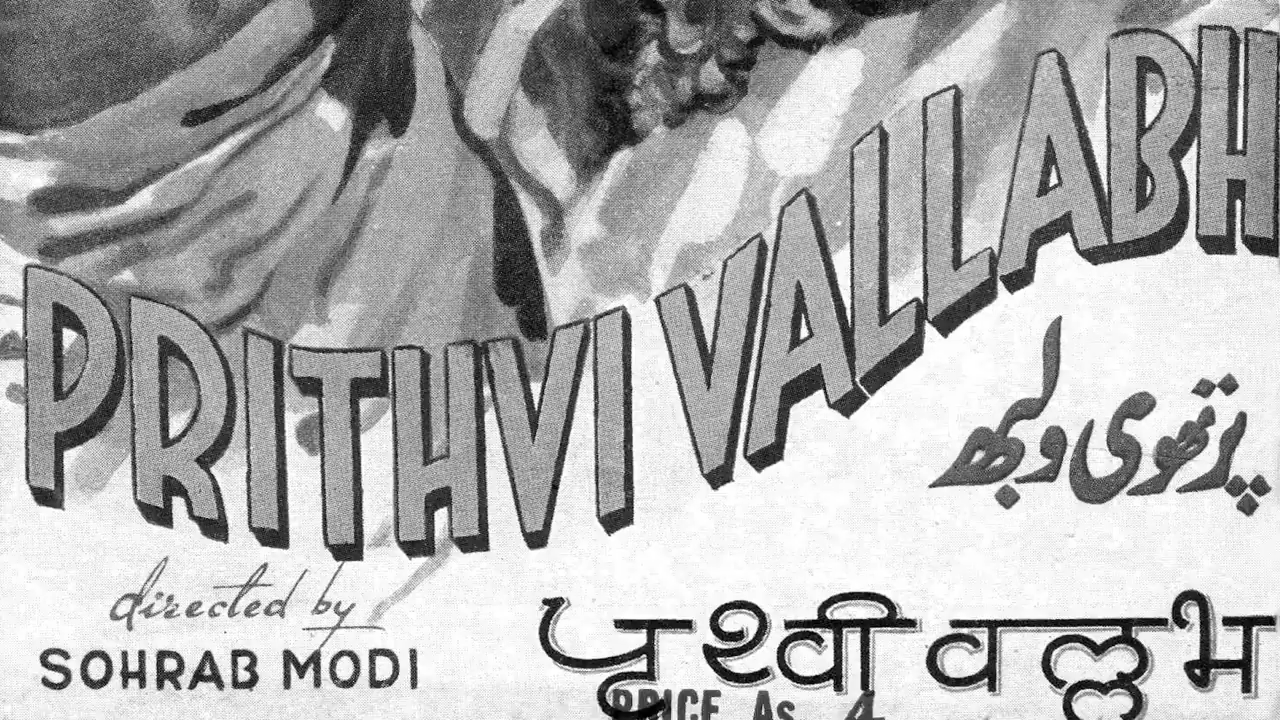 PRITHVI VALLABH
پرتھوی ولبھ
directed by
SOHRAB MODI
पृथ्वी वल्लभ
PRICE As. 4